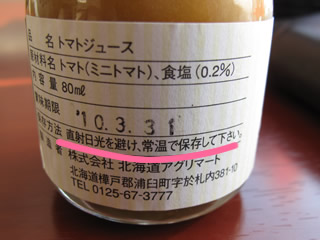 品 名 トマトジュース
原材料名 トマト(ミニトマト)、食塩(0.2%)
内容量 80ml
賞味期限
'10.3.31
保存方法 直射日光を避け、常温で保存して下さい。
株式会社 北海道アグリマート
北海道樺戸郡浦臼町字於札内381-10
TEL 0125-67-3777